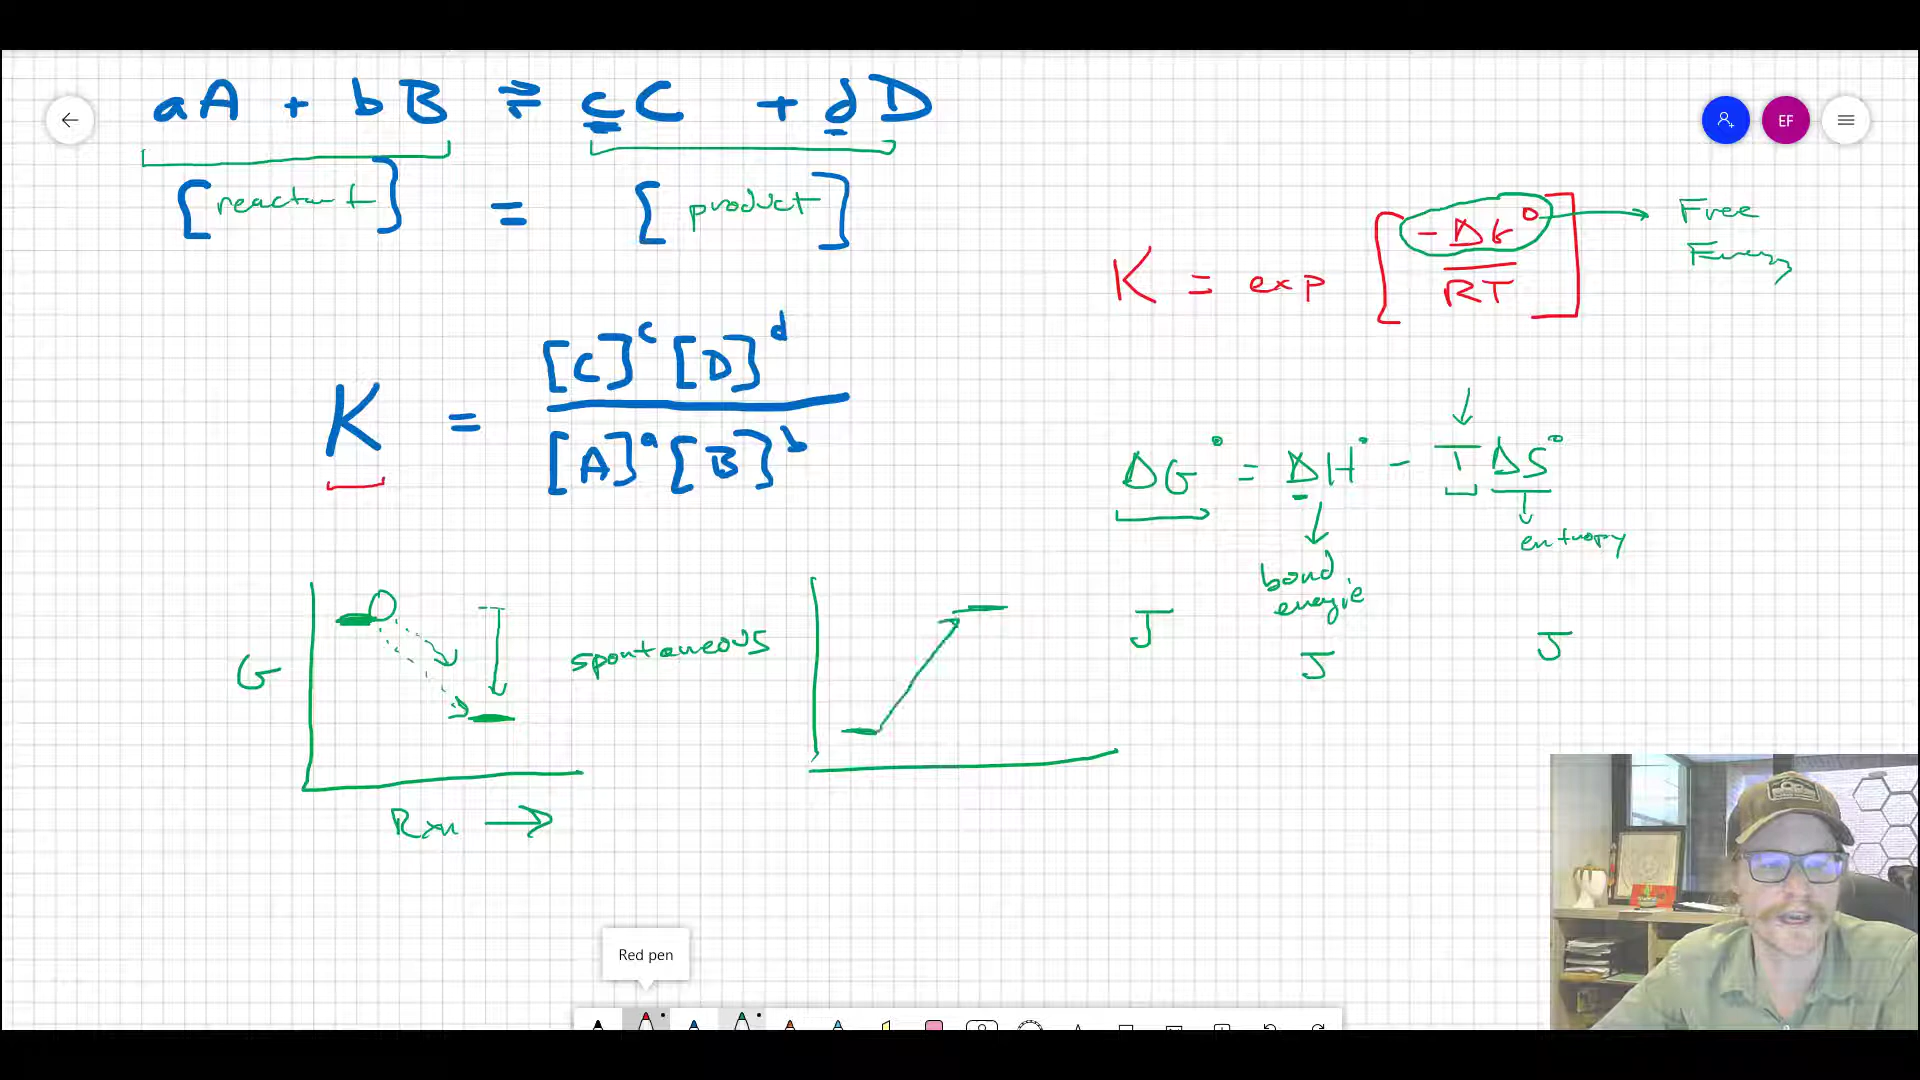 aA + bB ⇌ cC + dD
[reactant] = [product]
K = [C]^c [D]^d / [A]^a [B]^b
K = exp [-ΔG° / RT] → Free
Energy
ΔG° = ΔH° - TΔS°
entropy
bond
energie
J
J
J
G
spontaneous
Rxn →
EF
Red pen